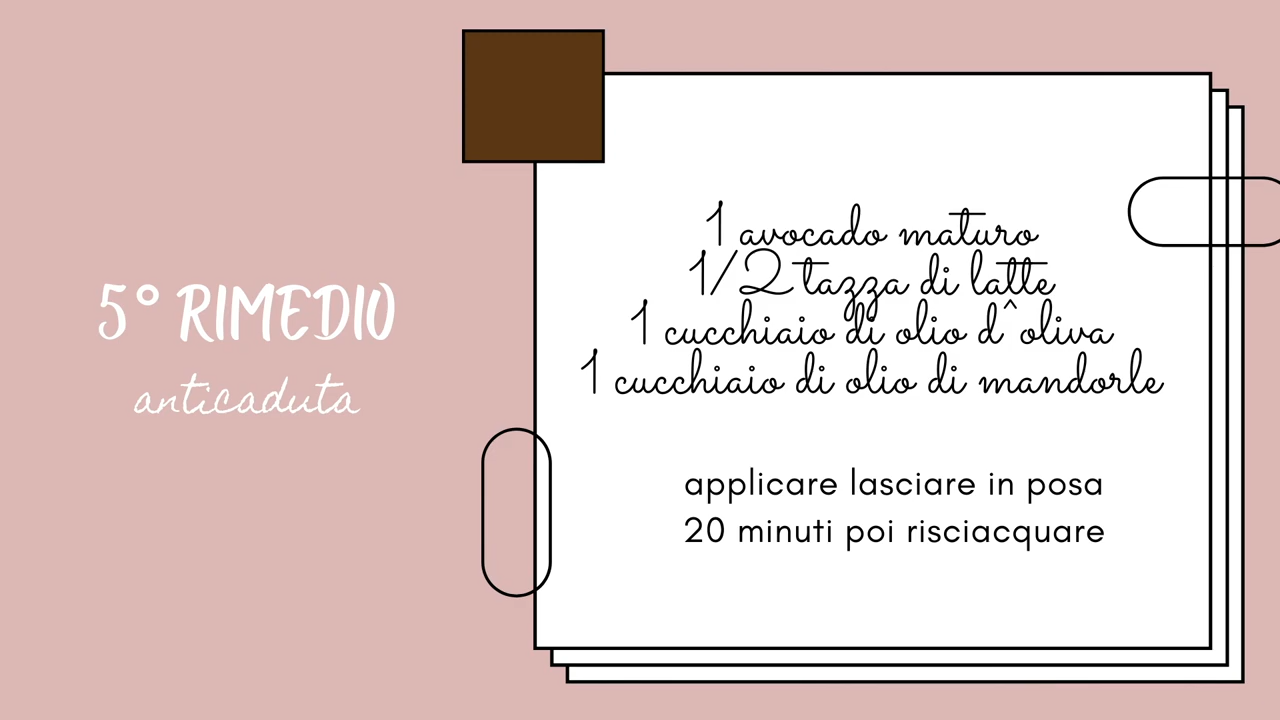 5° RIMEDIO
anticaduta
1 avocado maturo
1/2 tazza di latte
1 cucchiaio di olio d^oliva
1 cucchiaio di olio di mandorle
applicare lasciare in posa
20 minuti poi risciacquare